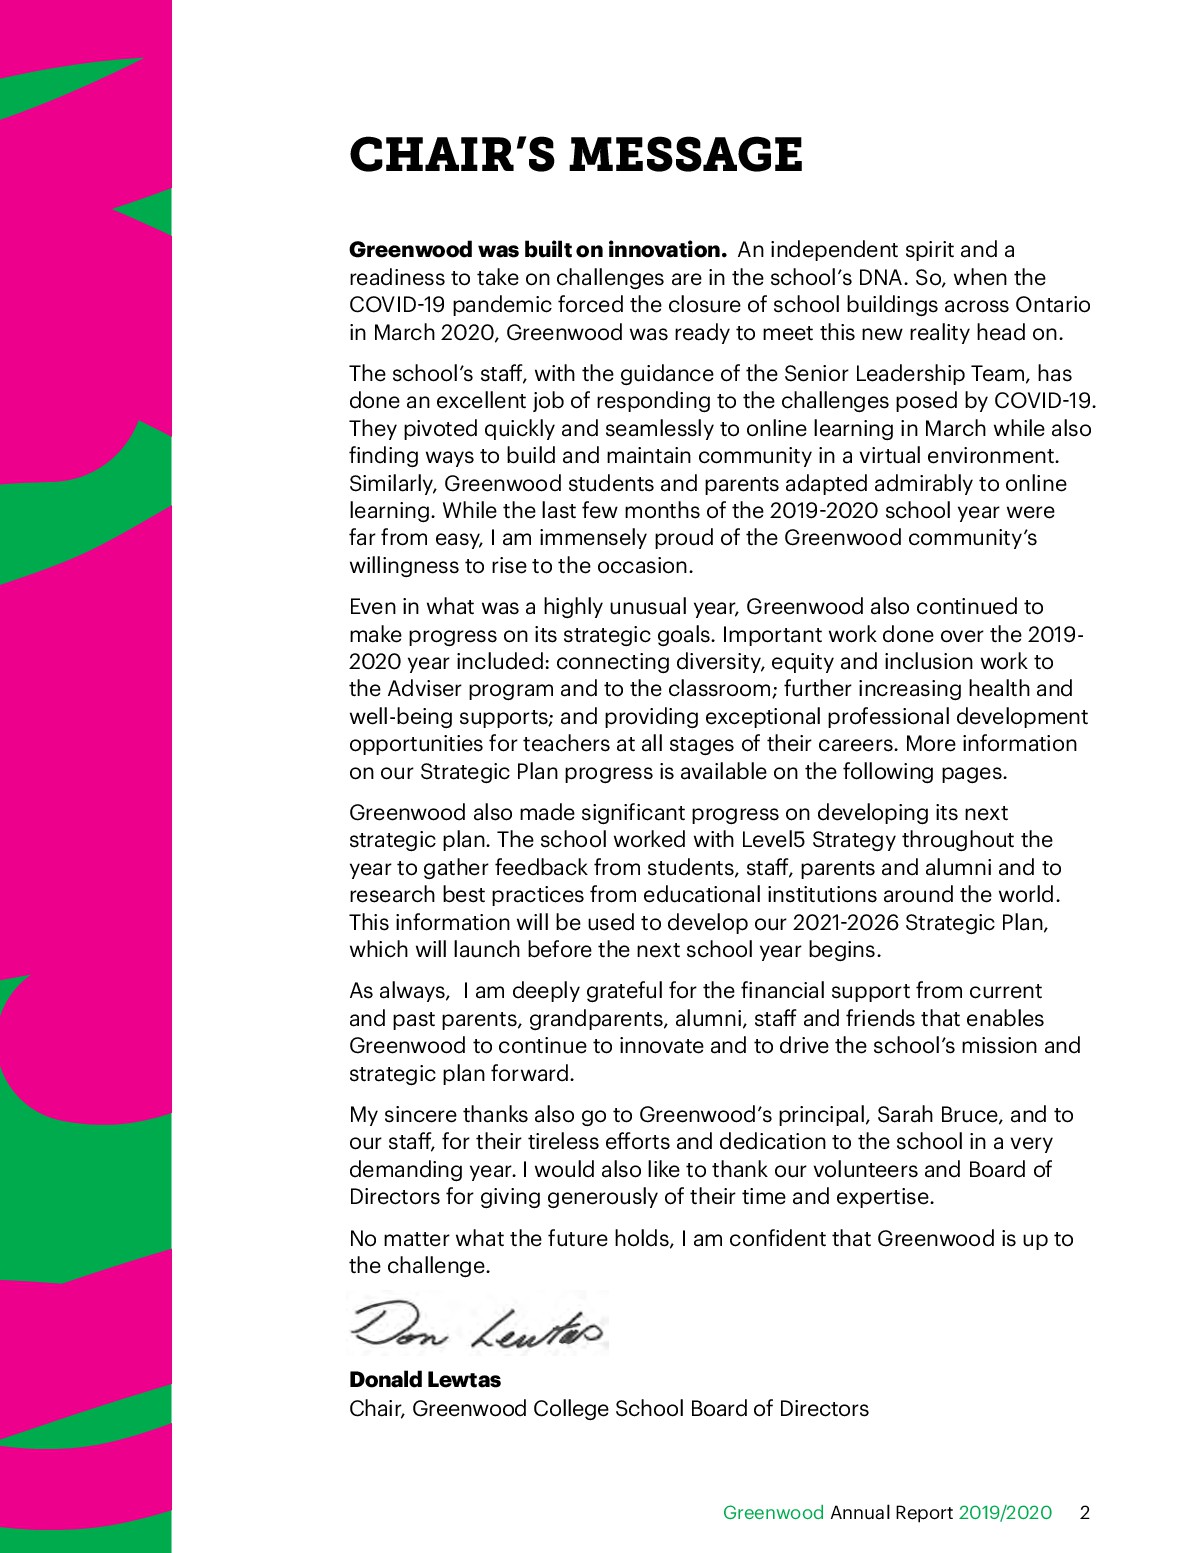 CHAIR'S MESSAGE
Greenwood was built on innovation.  An independent spirit and a
readiness to take on challenges are in the school's DNA. So, when the
COVID-19 pandemic forced the closure of school buildings across Ontario
in March 2020, Greenwood was ready to meet this new reality head on.
The school's staff, with the guidance of the Senior Leadership Team, has
done an excellent job of responding to the challenges posed by COVID-19.
They pivoted quickly and seamlessly to online learning in March while also
finding ways to build and maintain community in a virtual environment.
Similarly, Greenwood students and parents adapted admirably to online
learning. While the last few months of the 2019-2020 school year were
far from easy, I am immensely proud of the Greenwood community's
willingness to rise to the occasion.
Even in what was a highly unusual year, Greenwood also continued to
make progress on its strategic goals. Important work done over the 2019-
2020 year included: connecting diversity, equity and inclusion work to
the Adviser program and to the classroom; further increasing health and
well-being supports; and providing exceptional professional development
opportunities for teachers at all stages of their careers. More information
on our Strategic Plan progress is available on the following pages.
Greenwood also made significant progress on developing its next
strategic plan. The school worked with Level5 Strategy throughout the
year to gather feedback from students, staff, parents and alumni and to
research best practices from educational institutions around the world.
This information will be used to develop our 2021-2026 Strategic Plan,
which will launch before the next school year begins.
As always,  I am deeply grateful for the financial support from current
and past parents, grandparents, alumni, staff and friends that enables
Greenwood to continue to innovate and to drive the school's mission and
strategic plan forward.
My sincere thanks also go to Greenwood's principal, Sarah Bruce, and to
our staff, for their tireless efforts and dedication to the school in a very
demanding year. I would also like to thank our volunteers and Board of
Directors for giving generously of their time and expertise.
No matter what the future holds, I am confident that Greenwood is up to
the challenge.
Don Lewtas
Donald Lewtas
Chair, Greenwood College School Board of Directors
Greenwood Annual Report 2019/2020 2